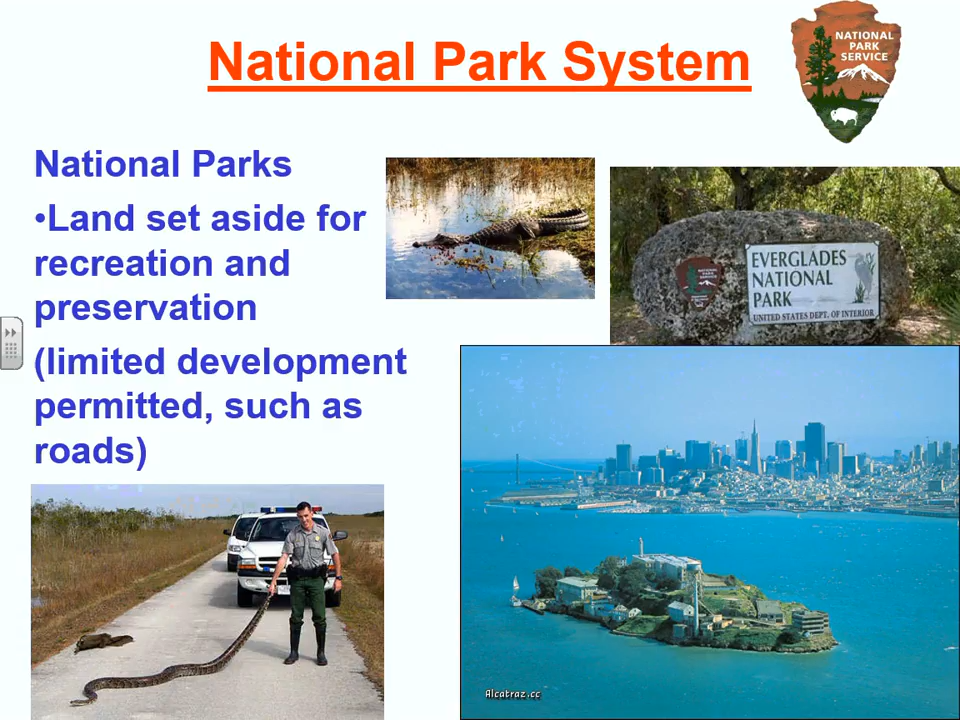 National Park System
NATIONAL
PARK
SERVICE
National Parks
•Land set aside for
recreation and
preservation
(limited development
permitted, such as
roads)
EVERGLADES
NATIONAL
PARK
UNITED STATES DEPT. OF INTERIOR
Alcatraz.cc